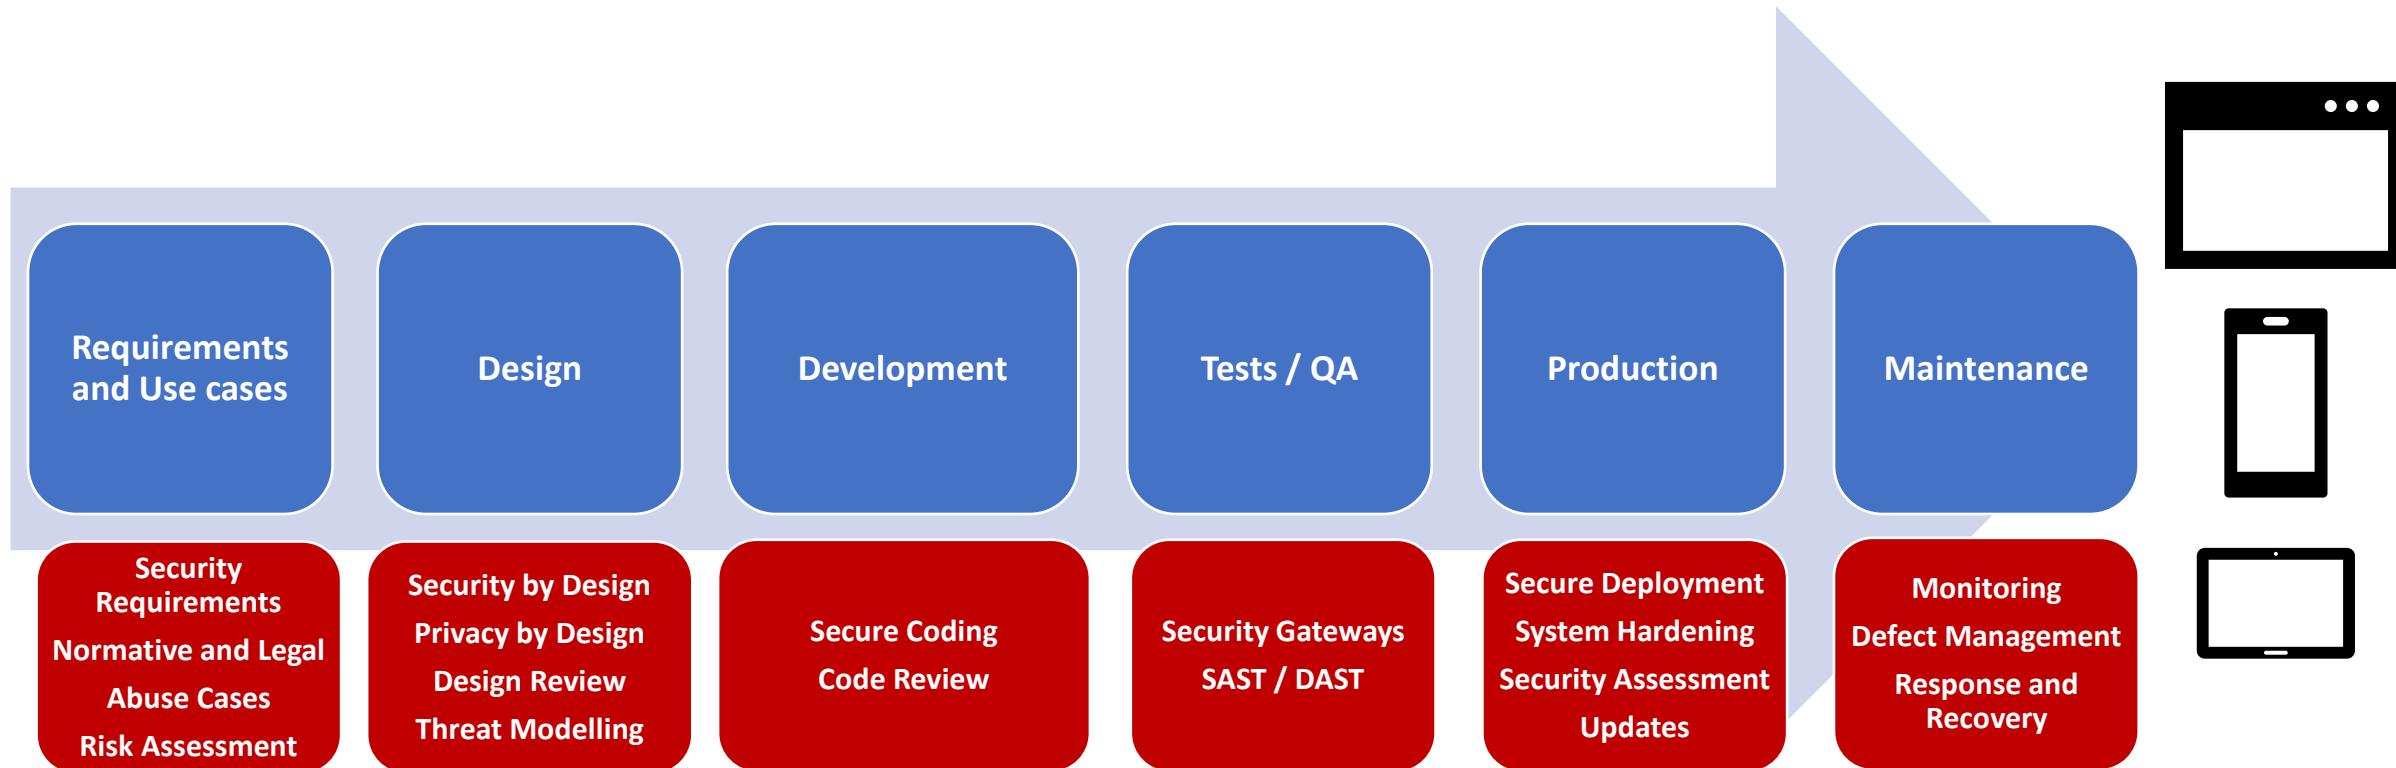 Requirements
and Use cases
Design
Development
Tests / QA
Production
Maintenance
Security
Requirements
Normative and Legal
Abuse Cases
Risk Assessment
Security by Design
Privacy by Design
Design Review
Threat Modelling
Secure Coding
Code Review
Security Gateways
SAST / DAST
Secure Deployment
System Hardening
Security Assessment
Updates
Monitoring
Defect Management
Response and
Recovery